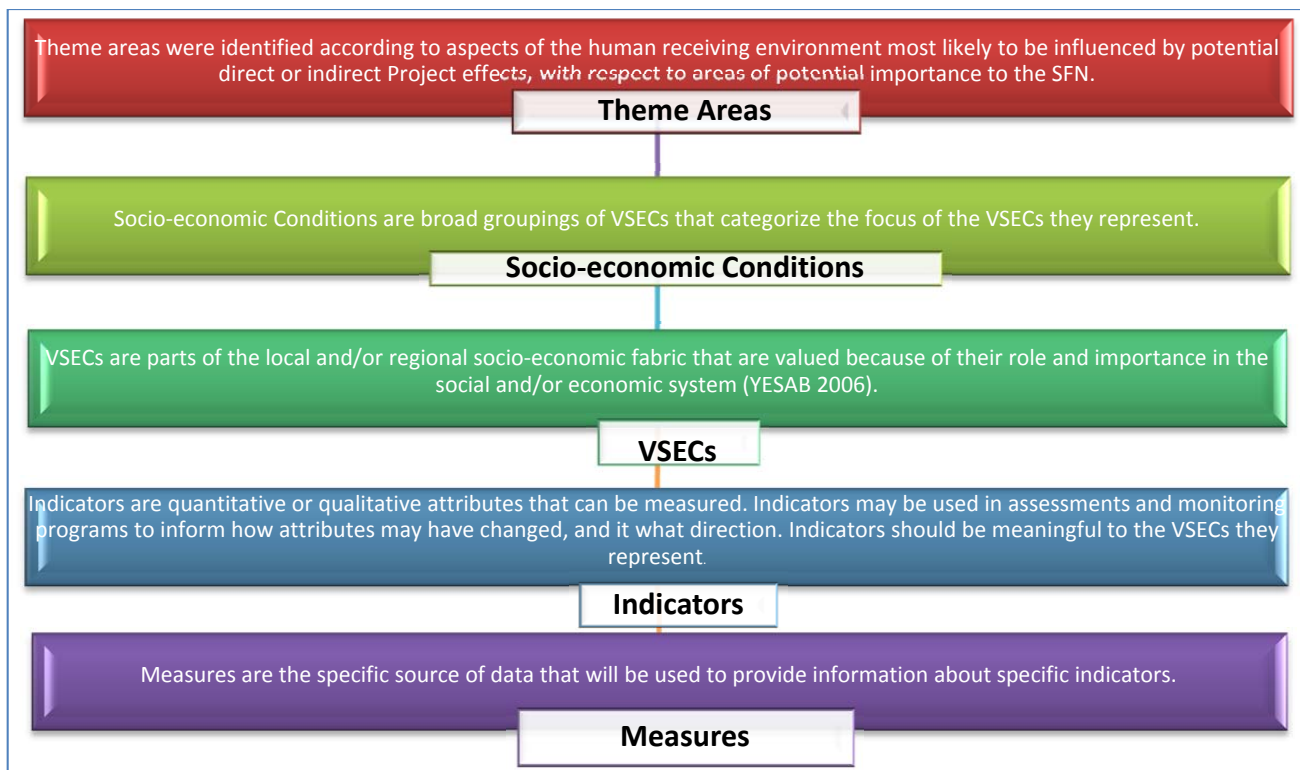 Theme areas were identified according to aspects of the human receiving environment most likely to be influenced by potential
direct or indirect Project effects, with respect to areas of potential importance to the SFN.
Theme Areas
Socio-economic Conditions are broad groupings of VSECs that categorize the focus of the VSECs they represent.
Socio-economic Conditions
VSECs are parts of the local and/or regional socio-economic fabric that are valued because of their role and importance in the
social and/or economic system (YESAB 2006).
VSECs
Indicators are quantitative or qualitative attributes that can be measured. Indicators may be used in assessments and monitoring
programs to inform how attributes may have changed, and it what direction. Indicators should be meaningful to the VSECs they
represent.
Indicators
Measures are the specific source of data that will be used to provide information about specific indicators.
Measures